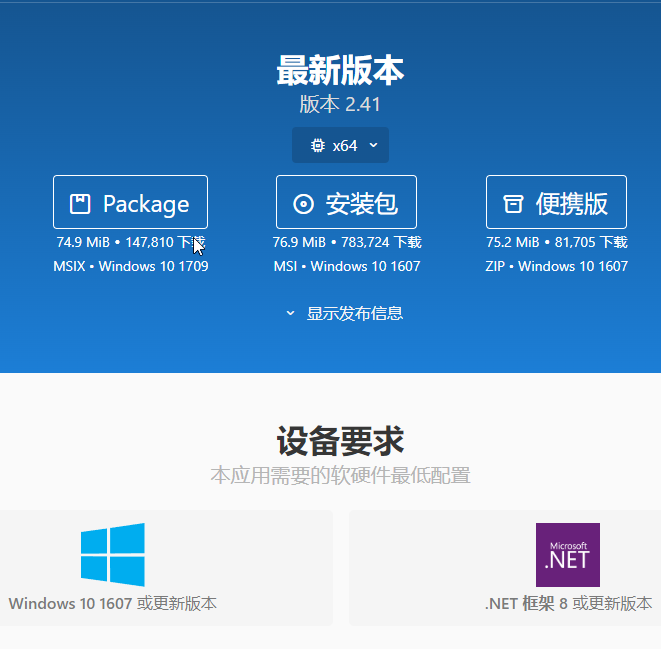 最新版本
版本 2.41
x64
Package
安装包
便携版
74.9 MiB • 147,810 下载
76.9 MiB • 783,724 下载
75.2 MiB • 81,705 下载
MSIX • Windows 10 1709
MSI • Windows 10 1607
ZIP • Windows 10 1607
显示发布信息
设备要求
本应用需要的软硬件最低配置
Microsoft
.NET
Windows 10 1607 或更新版本
.NET 框架 8 或更新版本